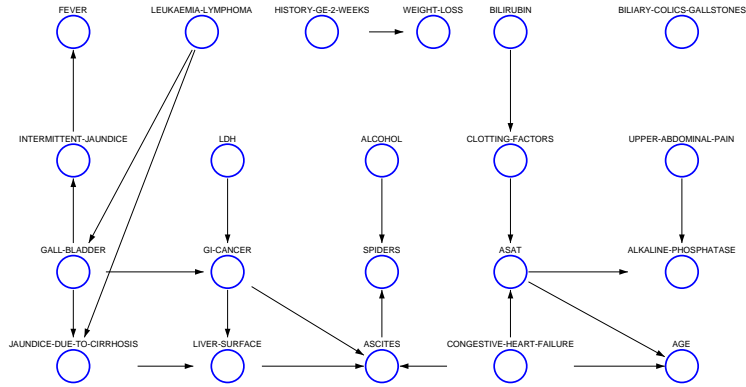 FEVER
LEUKAEMIA-LYMPHOMA
HISTORY-GE-2-WEEKS
WEIGHT-LOSS
BILIRUBIN
BILIARY-COLICS-GALLSTONES
INTERMITTENT-JAUNDICE
LDH
ALCOHOL
CLOTTING-FACTORS
UPPER-ABDOMINAL-PAIN
GALL-BLADDER
GI-CANCER
SPIDERS
ASAT
ALKALINE-PHOSPHATASE
JAUNDICE-DUE-TO-CIRRHOSIS
LIVER-SURFACE
ASCITES
CONGESTIVE-HEART-FAILURE
AGE